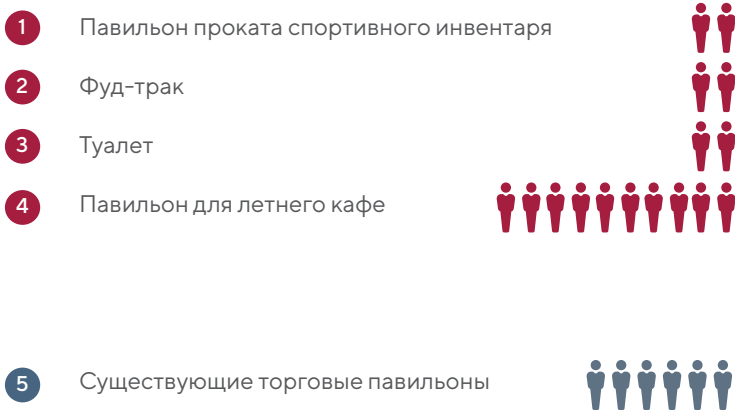 1 Павильон проката спортивного инвентаря
2 Фуд-трак
3 Туалет
4 Павильон для летнего кафе
5 Существующие торговые павильоны